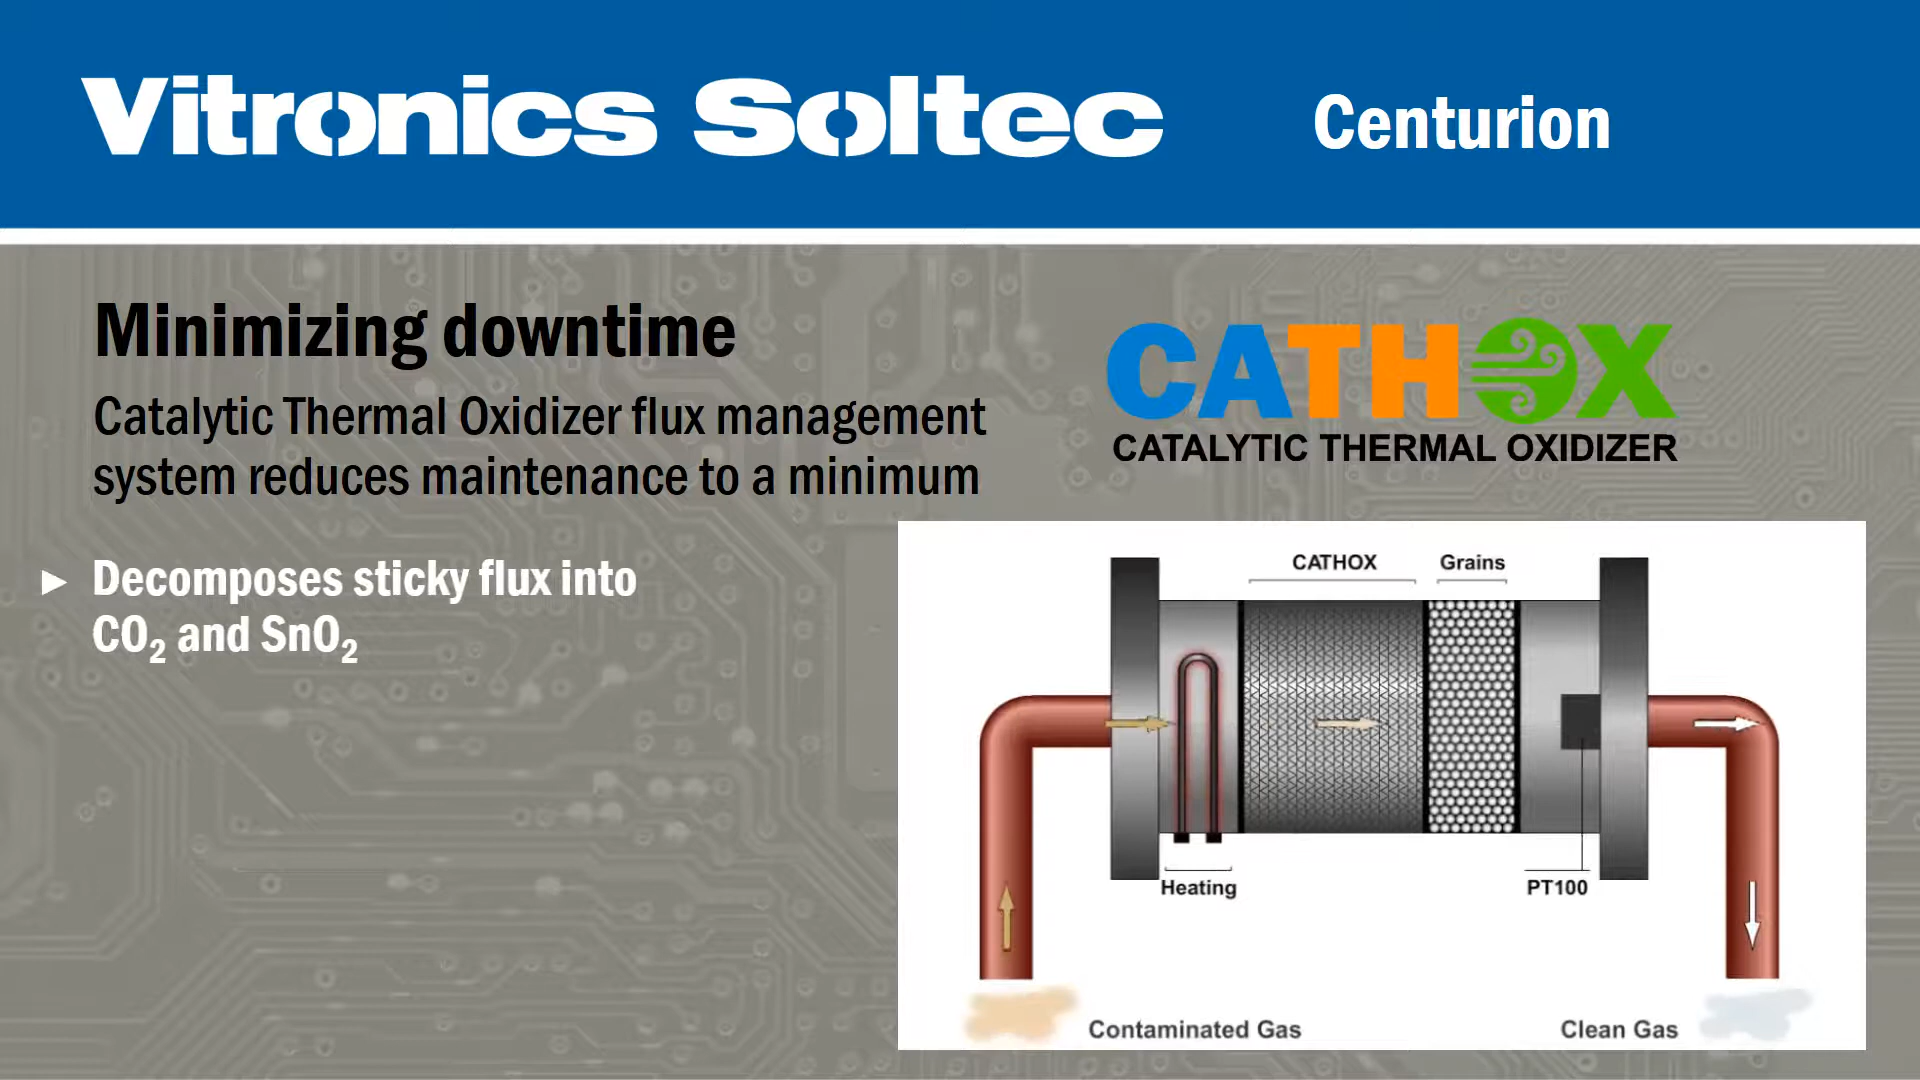 Vitronics Soltec
Centurion
Minimizing downtime
Catalytic Thermal Oxidizer flux management
system reduces maintenance to a minimum
► Decomposes sticky flux into
CO₂ and SnO₂
CATHOX
CATALYTIC THERMAL OXIDIZER
CATHOX
Grains
Heating
PT100
Contaminated Gas
Clean Gas